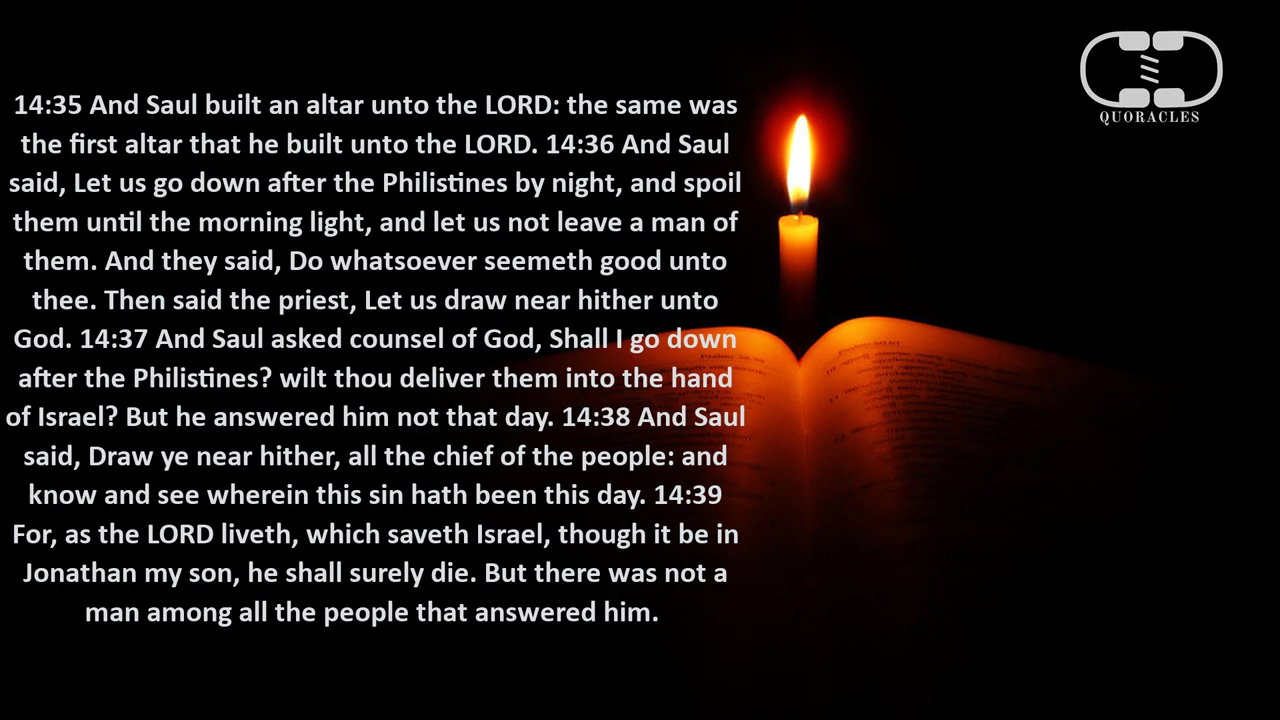 14:35 And Saul built an altar unto the LORD: the same was
the first altar that he built unto the LORD. 14:36 And Saul
said, Let us go down after the Philistines by night, and spoil
them until the morning light, and let us not leave a man of
them. And they said, Do whatsoever seemeth good unto
thee. Then said the priest, Let us draw near hither unto
God. 14:37 And Saul asked counsel of God, Shall I go down
after the Philistines? wilt thou deliver them into the hand
of Israel? But he answered him not that day. 14:38 And Saul
said, Draw ye near hither, all the chief of the people: and
know and see wherein this sin hath been this day. 14:39
For, as the LORD liveth, which saveth Israel, though it be in
Jonathan my son, he shall surely die. But there was not a
man among all the people that answered him.
QUORACLES